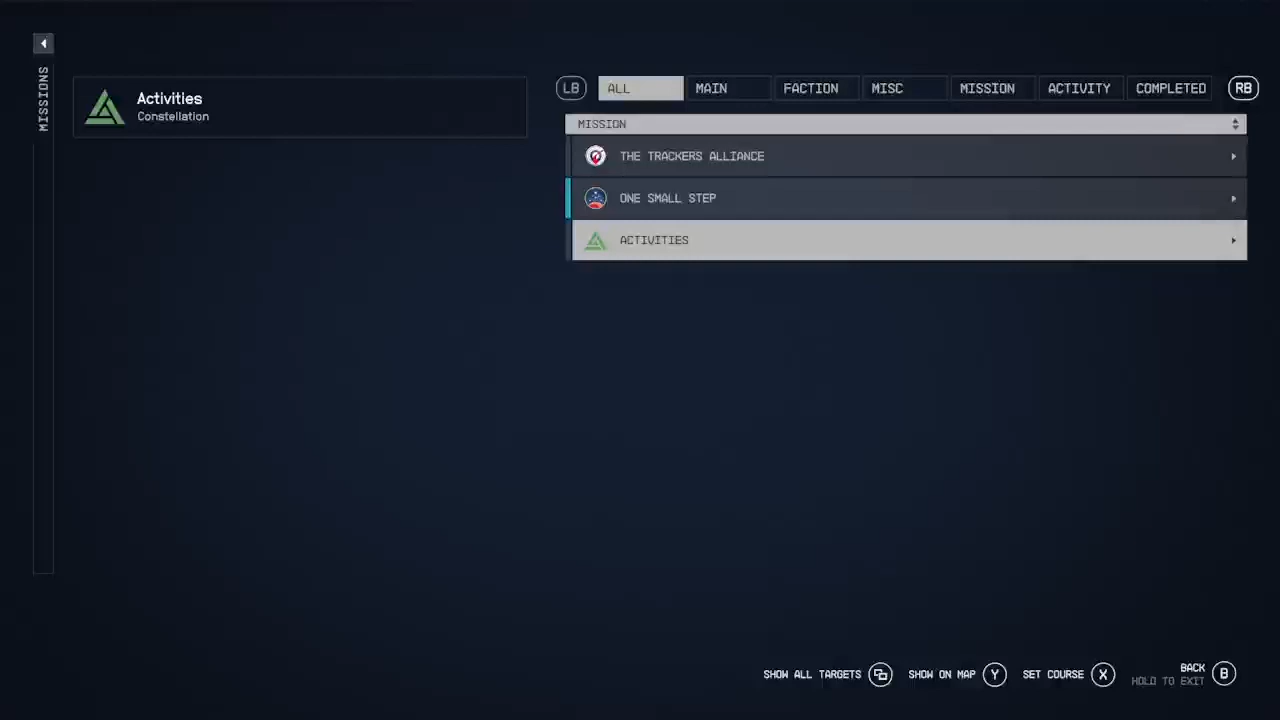 MISSIONS
Activities
Constellation
LB
ALL
MAIN
FACTION
MISC
MISSION
ACTIVITY
COMPLETED
RB
MISSION
THE TRACKERS ALLIANCE
ONE SMALL STEP
ACTIVITIES
SHOW ALL TARGETS
SHOW ON MAP Y
SET COURSE X
BACK B
HOLD TO EXIT